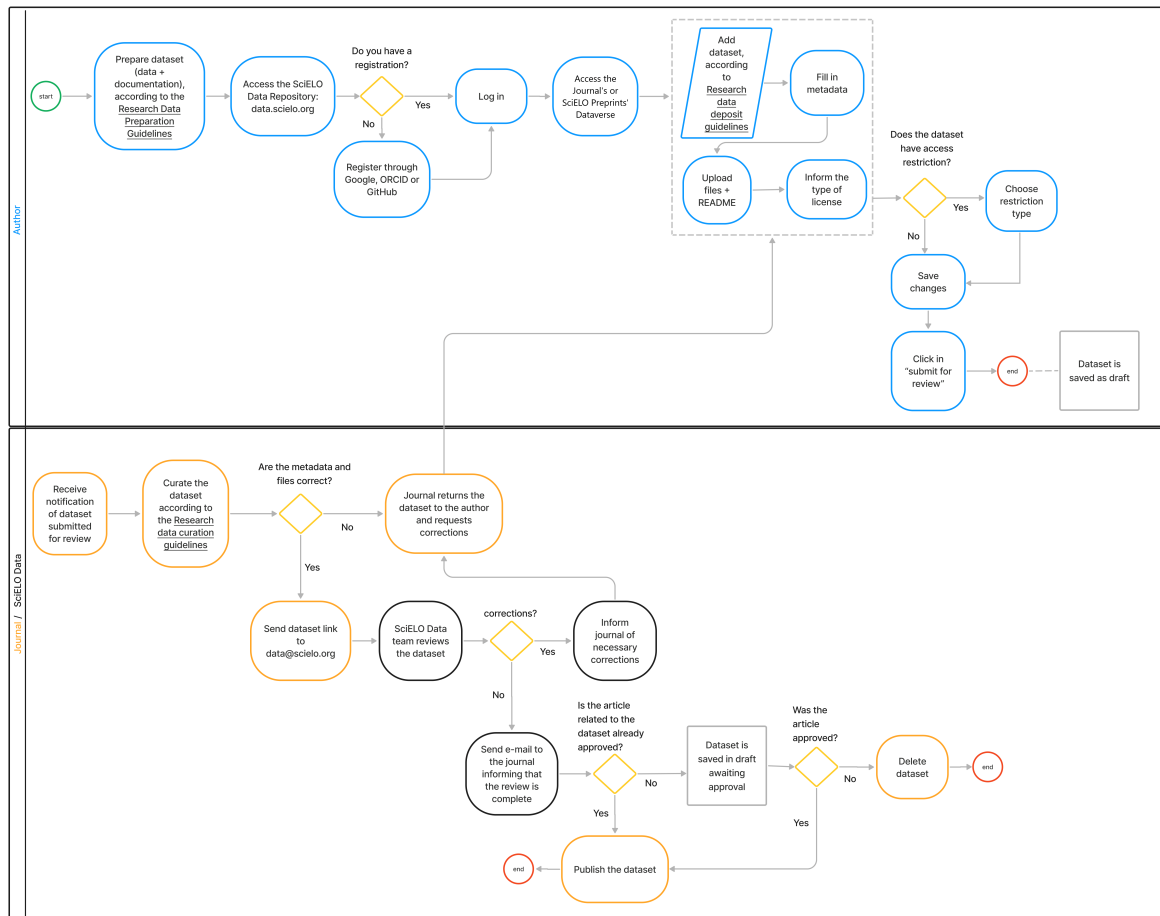 Author
start
Prepare dataset
(data +
documentation),
according to the
Research Data
Preparation
Guidelines
Access the SciELO
Data Repository:
data.scielo.org
Do you have a
registration?
Yes
No
Register through
Google, ORCID or
GitHub
Log in
Access the
Journal's or
SciELO Preprints'
Dataverse
Add
dataset,
according
to
Research
data
deposit
guidelines
Fill in
metadata
Upload
files +
README
Inform the
type of
license
Does the dataset
have access
restriction?
Yes
No
Choose
restriction
type
Save
changes
Click in
“submit for
review”
end
Dataset is
saved as draft
Journal / SciELO Data
Receive
notification
of dataset
submitted
for review
Curate the
dataset
according to
the Research
data curation
guidelines
Are the metadata and
files correct?
No
Yes
Journal returns the
dataset to the author
and requests
corrections
Send dataset link
to
data@scielo.org
SciELO Data
team reviews
the dataset
corrections?
Yes
No
Inform
journal of
necessary
corrections
Send e-mail to
the journal
informing that
the review is
complete
Is the article
related to the
dataset already
approved?
No
Yes
Dataset is
saved in draft
awaiting
approval
Was the
article
approved?
No
Yes
Delete
dataset
end
Publish the dataset
end